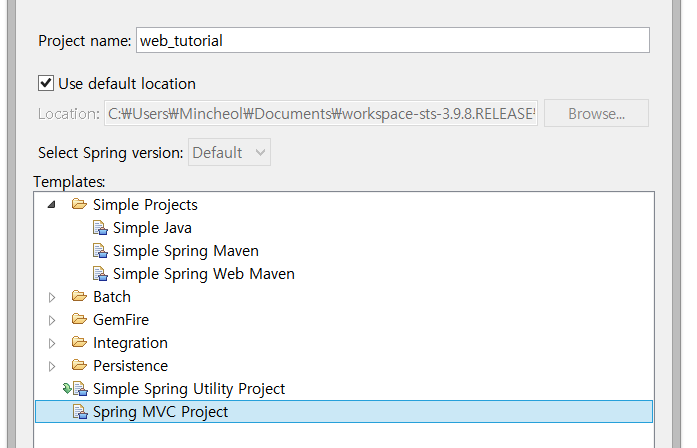 Project name: web_tutorial
Use default location
Location: C:₩Users₩Mincheol₩Documents₩workspace-sts-3.9.8.RELEASE₩ Browse...
Select Spring version: Default
Templates:
Simple Projects
Simple Java
Simple Spring Maven
Simple Spring Web Maven
Batch
GemFire
Integration
Persistence
Simple Spring Utility Project
Spring MVC Project